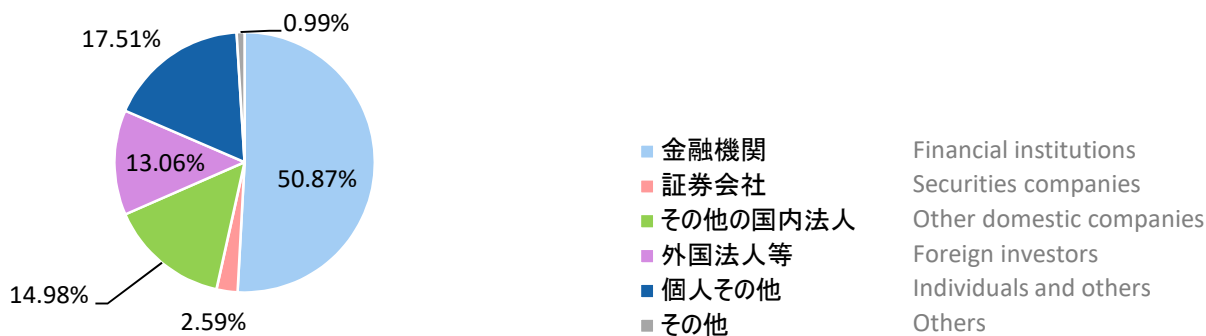 0.99%
17.51%
13.06%
50.87%
14.98%
2.59%
金融機関 Financial institutions
証券会社 Securities companies
その他の国内法人 Other domestic companies
外国法人等 Foreign investors
個人その他 Individuals and others
その他 Others